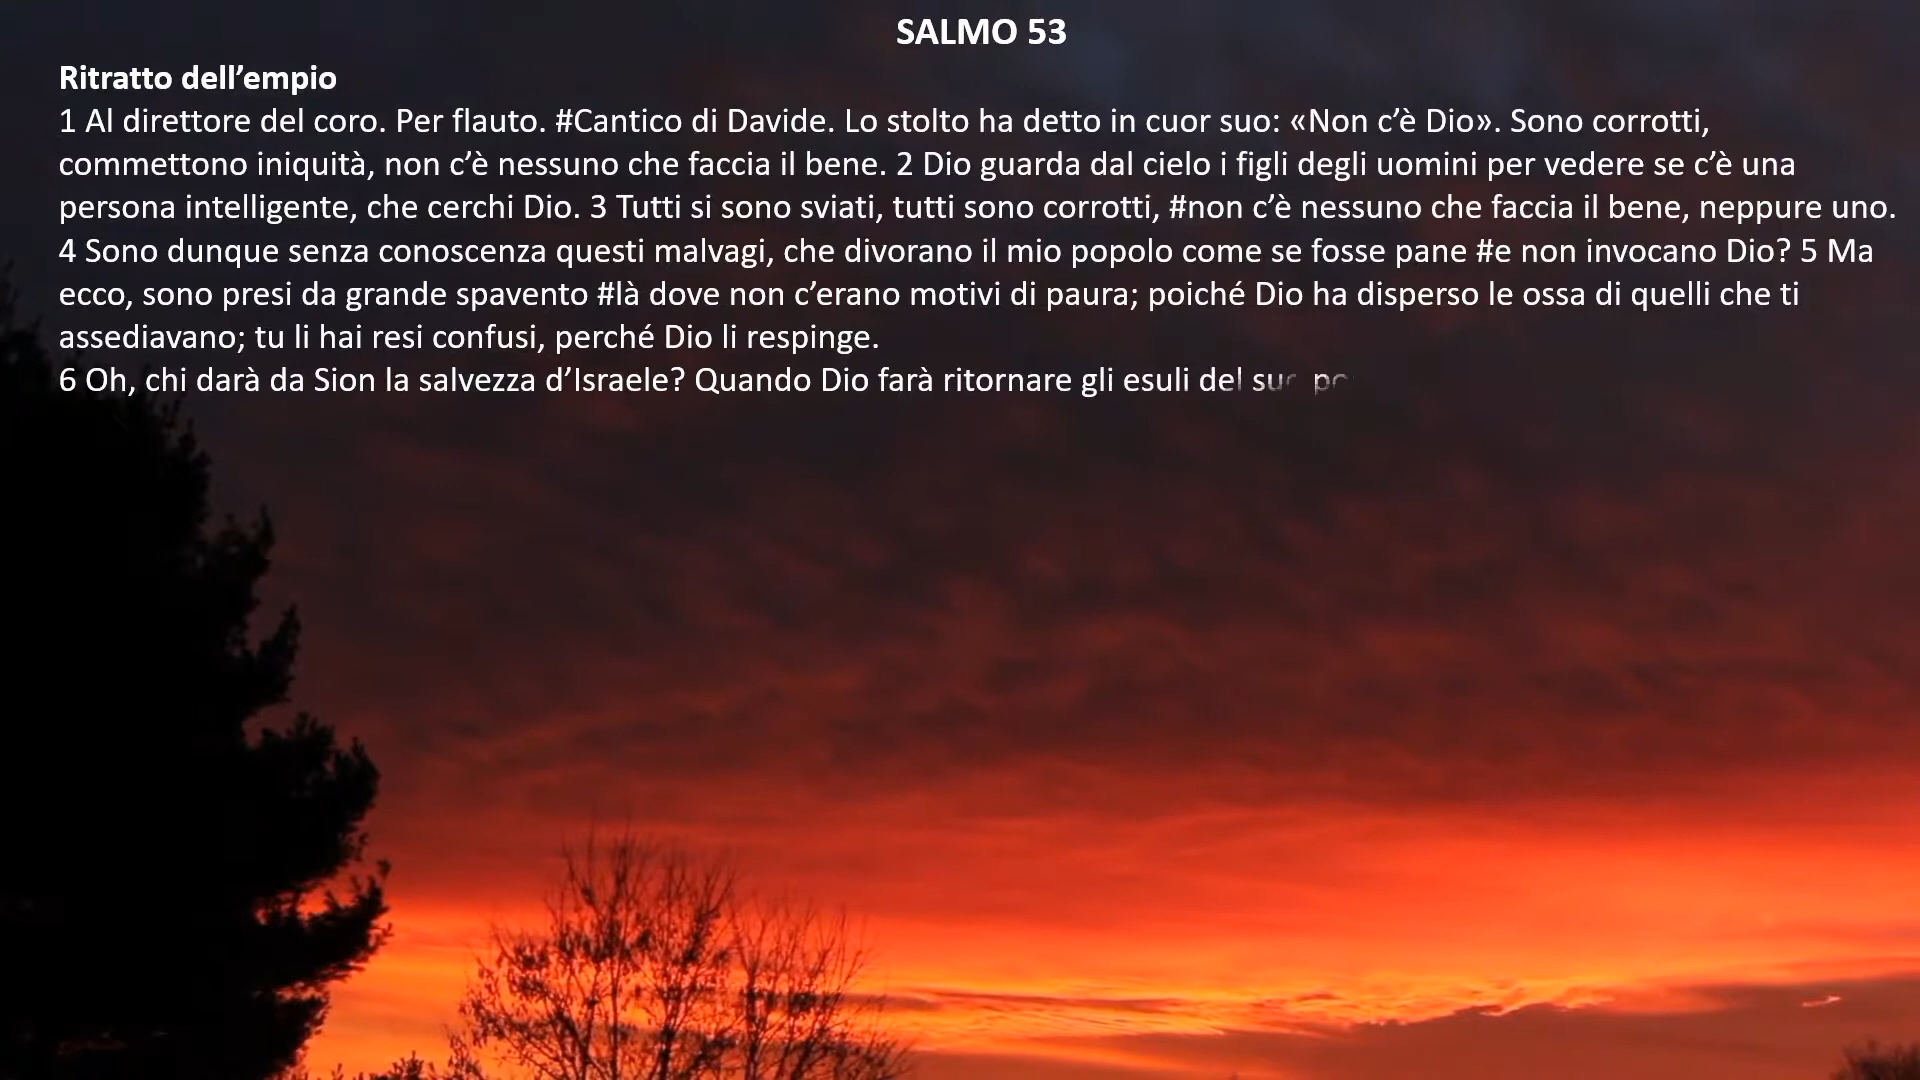 SALMO 53
Ritratto dell’empio
1 Al direttore del coro. Per flauto. #Cantico di Davide. Lo stolto ha detto in cuor suo: «Non c’è Dio». Sono corrotti,
commettono iniquità, non c’è nessuno che faccia il bene. 2 Dio guarda dal cielo i figli degli uomini per vedere se c’è una
persona intelligente, che cerchi Dio. 3 Tutti si sono sviati, tutti sono corrotti, #non c’è nessuno che faccia il bene, neppure uno.
4 Sono dunque senza conoscenza questi malvagi, che divorano il mio popolo come se fosse pane #e non invocano Dio? 5 Ma
ecco, sono presi da grande spavento #là dove non c’erano motivi di paura; poiché Dio ha disperso le ossa di quelli che ti
assediavano; tu li hai resi confusi, perché Dio li respinge.
6 Oh, chi darà da Sion la salvezza d’Israele? Quando Dio farà ritornare gli esuli del